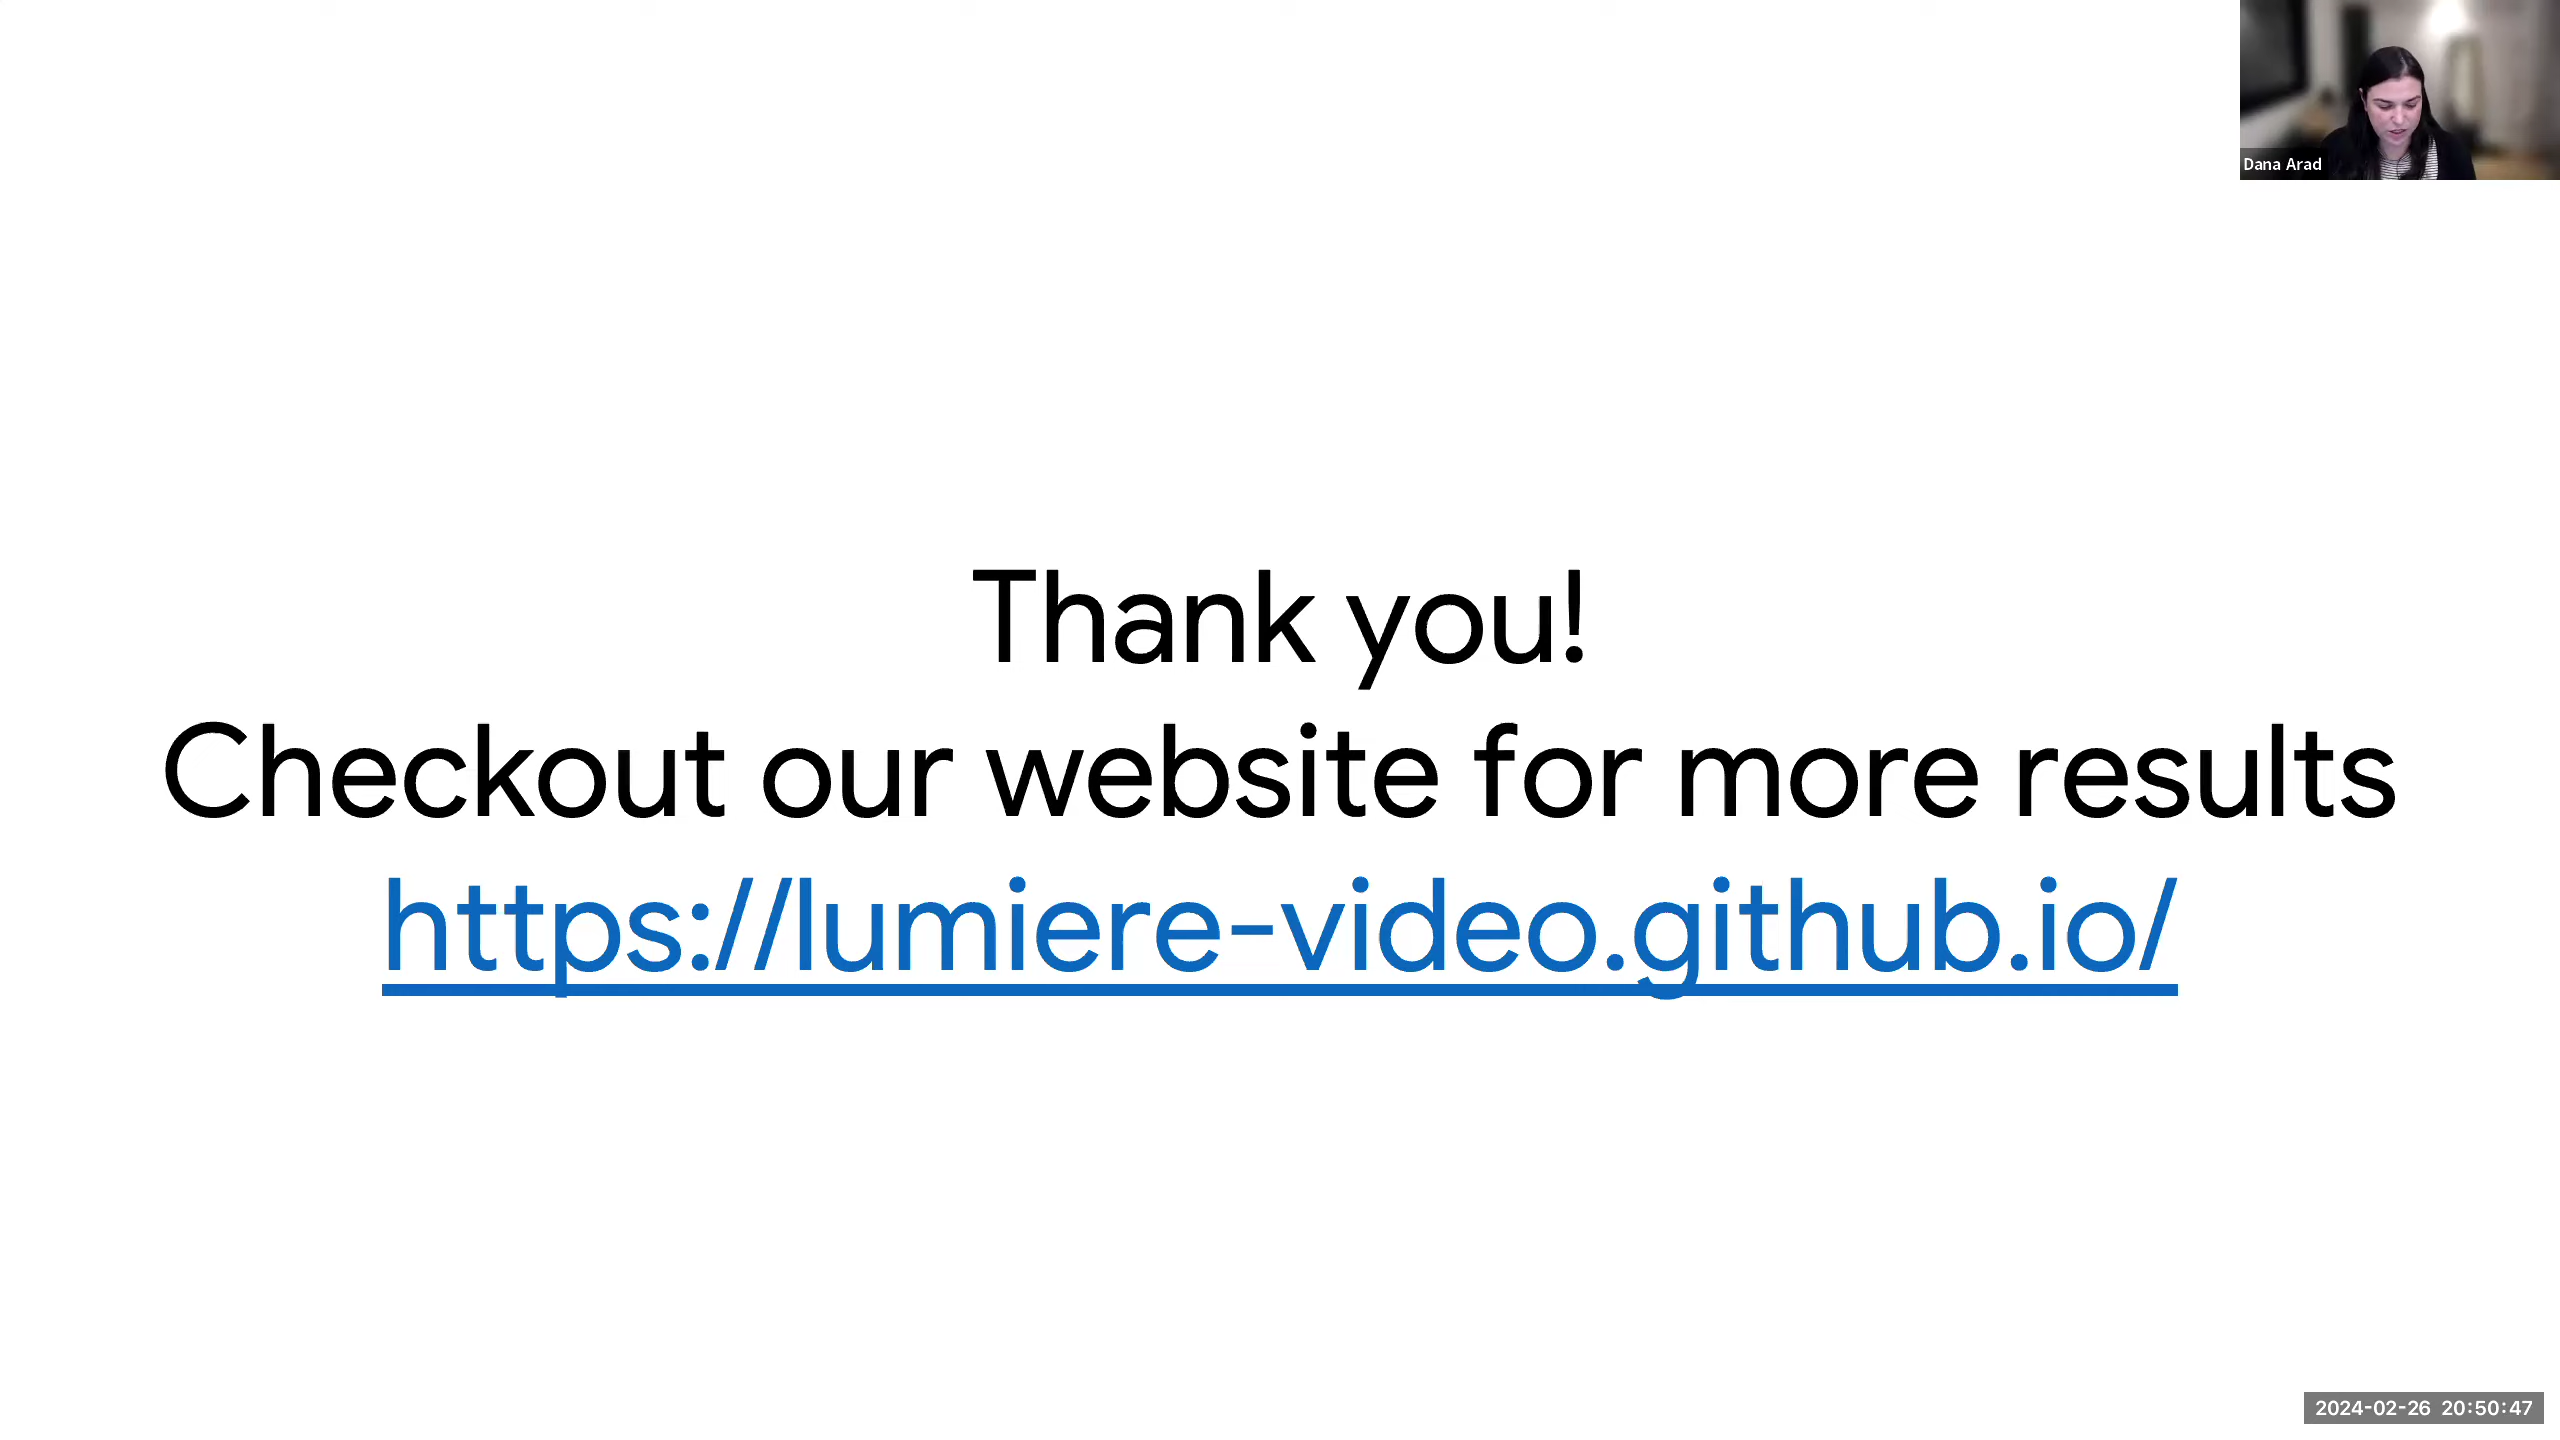 Dana Arad
Thank you!
Checkout our website for more results
https://lumiere-video.github.io/
2024-02-26 20:50:47